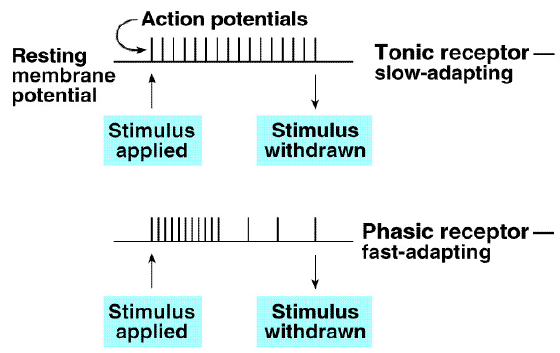 Action potentials
Resting
membrane
potential
Tonic receptor —
slow-adapting
Stimulus
applied
Stimulus
withdrawn
Phasic receptor —
fast-adapting
Stimulus
applied
Stimulus
withdrawn